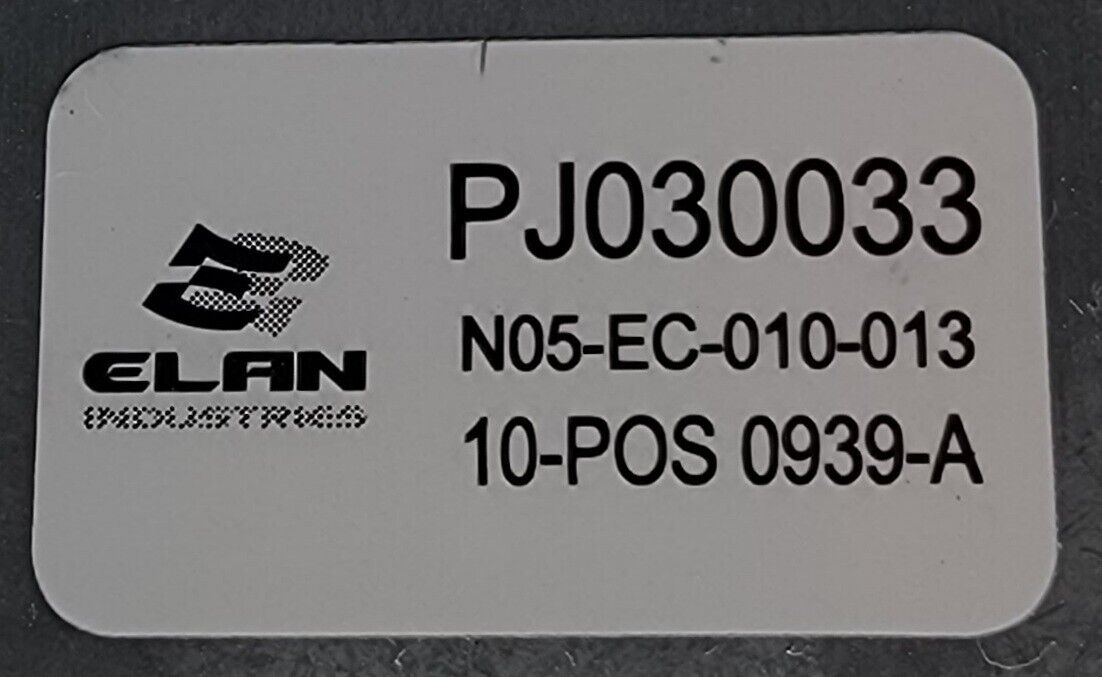 PJ030033
N05-EC-010-013
10-POS 0939-A
ELAN
INDUSTRIES